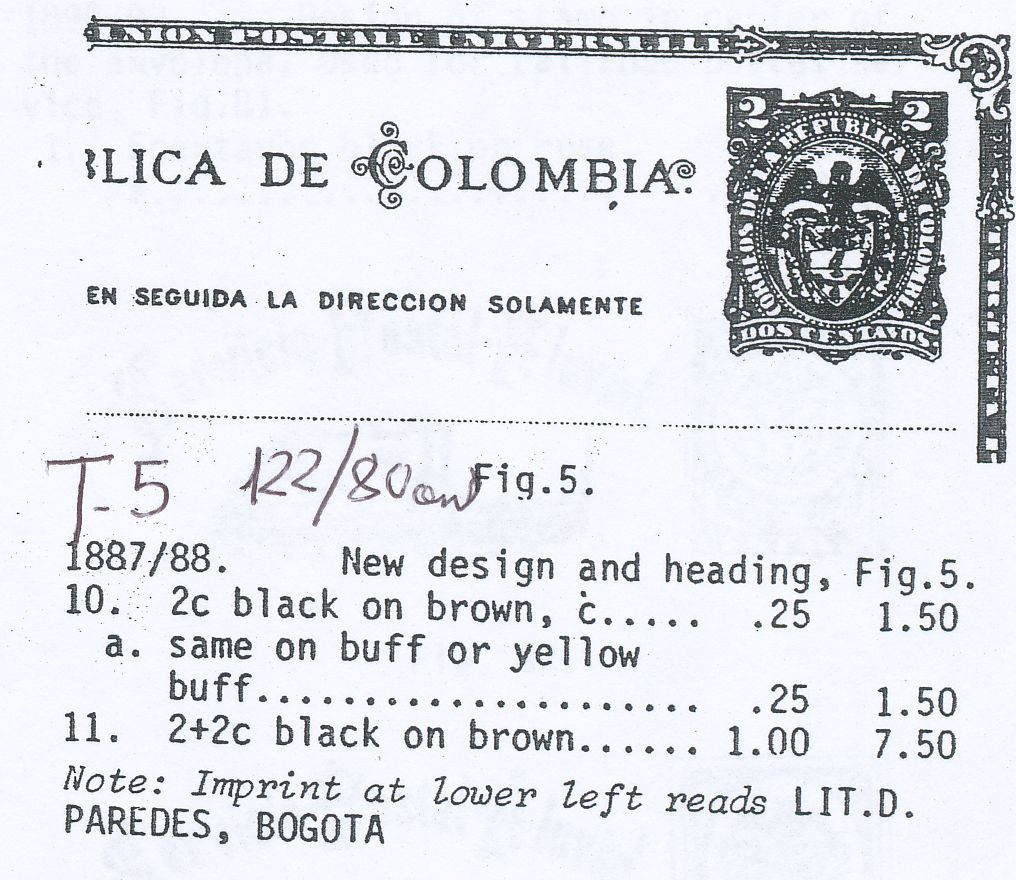 UNION POSTALE UNIVERSELLE
2 2
CORREOS DE LA REPUBLICA DE COLOMBIA
BLICA DE COLOMBIA.
EN SEGUIDA LA DIRECCION SOLAMENTE
DOS CENTAVOS.
T-5 122/80 Fig.5.
1887/88. New design and heading, Fig.5.
10. 2c black on brown, c..... .25 1.50
a. same on buff or yellow
buff........................ .25 1.50
11. 2+2c black on brown...... 1.00 7.50
Note: Imprint at lower left reads LIT.D.
PAREDES, BOGOTA